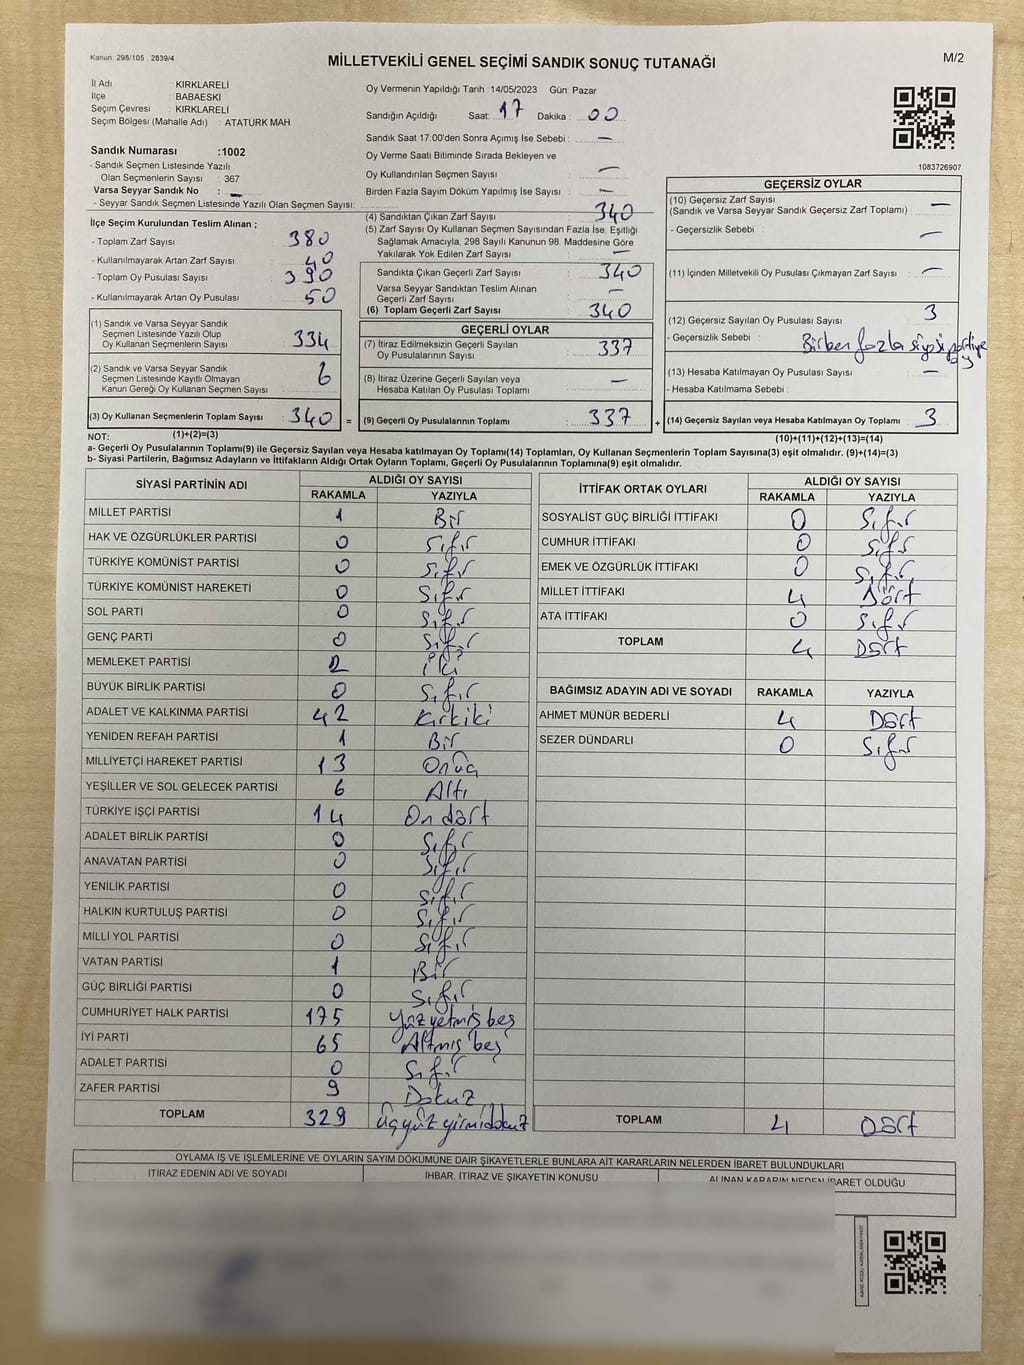 Kanun: 298/105 . 2839/4
MİLLETVEKİLİ GENEL SEÇİMİ SANDIK SONUÇ TUTANAĞI
M/2
İl Adı KIRKLARELİ
İlçe BABAESKİ
Seçim Çevresi KIRKLARELİ
Seçim Bölgesi (Mahalle Adı) : ATATÜRK MAH
Sandık Numarası :1002
- Sandık Seçmen Listesinde Yazılı
Olan Seçmenlerin Sayısı : 367
Varsa Seyyar Sandık No : —
- Seyyar Sandık Seçmen Listesinde Yazılı Olan Seçmen Sayısı:
Oy Vermenin Yapıldığı Tarih : 14/05/2023 Gün: Pazar
Sandığın Açıldığı Saat: 17 Dakika : 00
Sandık Saat 17:00'den Sonra Açımış İse Sebebi : —
Oy Verme Saati Bitiminde Sırada Bekleyen ve
Oy Kullandırılan Seçmen Sayısı : —
Birden Fazla Sayım Döküm Yapılmış İse Sayısı : —
1083726907
İlçe Seçim Kurulundan Teslim Alınan ;
- Toplam Zarf Sayısı : 380
- Kullanılmayarak Artan Zarf Sayısı : 40
- Toplam Oy Pusulası Sayısı : 390
- Kullanılmayarak Artan Oy Pusulası : 50
(4) Sandıktan Çıkan Zarf Sayısı : 340
(5) Zarf Sayısı Oy Kullanan Seçmen Sayısından Fazla İse, Eşitliği
Sağlamak Amacıyla, 298 Sayılı Kanunun 98. Maddesine Göre
Yakılarak Yok Edilen Zarf Sayısı : —
Sandıkta Çıkan Geçerli Zarf Sayısı : 340
Varsa Seyyar Sandıktan Teslim Alınan
Geçerli Zarf Sayısı : —
(6) Toplam Geçerli Zarf Sayısı : 340
GEÇERSİZ OYLAR
(10) Geçersiz Zarf Sayısı
(Sandık ve Varsa Seyyar Sandık Geçersiz Zarf Toplamı) : —
- Geçersizlik Sebebi : —
(11) İçinden Milletvekili Oy Pusulası Çıkmayan Zarf Sayısı : —
(12) Geçersiz Sayılan Oy Pusulası Sayısı : 3
- Geçersizlik Sebebi : Birben fazla siyasi partiye oy
(13) Hesaba Katılmayan Oy Pusulası Sayısı : —
- Hesaba Katılmama Sebebi :
(14) Geçersiz Sayılan veya Hesaba Katılmayan Oy Toplamı : 3
(10)+(11)+(12)+(13)=(14)
(1) Sandık ve Varsa Seyyar Sandık
Seçmen Listesinde Yazılı Olup
Oy Kullanan Seçmenlerin Sayısı : 334
(2) Sandık ve Varsa Seyyar Sandık
Seçmen Listesinde Kayıtlı Olmayan
Kanun Gereği Oy Kullanan Seçmen Sayısı : 6
(3) Oy Kullanan Seçmenlerin Toplam Sayısı : 340 =
(1)+(2)=(3)
GEÇERLİ OYLAR
(7) İtiraz Edilmeksizin Geçerli Sayılan
Oy Pusulalarının Sayısı : 337
(8) İtiraz Üzerine Geçerli Sayılan veya
Hesaba Katılan Oy Pusulası Toplamı : —
(9) Geçerli Oy Pusulalarının Toplamı : 337 +
NOT:
a- Geçerli Oy Pusulalarının Toplamı(9) ile Geçersiz Sayılan veya Hesaba katılmayan Oy Toplamı(14) Toplamları, Oy Kullanan Seçmenlerin Toplam Sayısına(3) eşit olmalıdır. (9)+(14)=(3)
b- Siyasi Partilerin, Bağımsız Adayların ve İttifakların Aldığı Ortak Oyların Toplamı, Geçerli Oy Pusulalarının Toplamına(9) eşit olmalıdır.
SİYASİ PARTİNİN ADI ALDIĞI OY SAYISI
RAKAMLA YAZIYLA
MİLLET PARTİSİ 1 Bir
HAK VE ÖZGÜRLÜKLER PARTİSİ 0 Sıfır
TÜRKİYE KOMÜNİST PARTİSİ 0 Sıfır
TÜRKİYE KOMÜNİST HAREKETİ 0 Sıfır
SOL PARTİ 0 Sıfır
GENÇ PARTİ 0 Sıfır
MEMLEKET PARTİSİ 2 İki
BÜYÜK BİRLİK PARTİSİ 0 Sıfır
ADALET VE KALKINMA PARTİSİ 42 Kırkiki
YENİDEN REFAH PARTİSİ 1 Bir
MİLLİYETÇİ HAREKET PARTİSİ 13 Onüç
YEŞİLLER VE SOL GELECEK PARTİSİ 6 Altı
TÜRKİYE İŞÇİ PARTİSİ 14 On dört
ADALET BİRLİK PARTİSİ 0 Sıfır
ANAVATAN PARTİSİ 0 Sıfır
YENİLİK PARTİSİ 0 Sıfır
HALKIN KURTULUŞ PARTİSİ 0 Sıfır
MİLLİ YOL PARTİSİ 0 Sıfır
VATAN PARTİSİ 1 Bir
GÜÇ BİRLİĞİ PARTİSİ 0 Sıfır
CUMHURİYET HALK PARTİSİ 175 Yüzyetmiş beş
İYİ PARTİ 65 Altmış beş
ADALET PARTİSİ 0 Sıfır
ZAFER PARTİSİ 9 Dokuz
TOPLAM 329 üçyüz yirmidokuz
İTTİFAK ORTAK OYLARI ALDIĞI OY SAYISI
RAKAMLA YAZIYLA
SOSYALİST GÜÇ BİRLİĞİ İTTİFAKI 0 Sıfır
CUMHUR İTTİFAKI 0 Sıfır
EMEK VE ÖZGÜRLÜK İTTİFAKI 0 Sıfır
MİLLET İTTİFAKI 4 Dört
ATA İTTİFAKI 0 Sıfır
TOPLAM 4 Dört
BAĞIMSIZ ADAYIN ADI VE SOYADI RAKAMLA YAZIYLA
AHMET MÜNÜR BEDERLİ 4 Dört
SEZER DÜNDARLI 0 Sıfır
TOPLAM 4 Dört
OYLAMA İŞ VE İŞLEMLERİNE VE OYLARIN SAYIM DÖKÜMÜNE DAİR ŞİKAYETLERLE BUNLARA AİT KARARLARIN NELERDEN İBARET BULUNDUKLARI
İTİRAZ EDENİN ADI VE SOYADI İHBAR, İTİRAZ VE ŞİKAYETİN KONUSU ALINAN KARARIN NEDEN İBARET OLDUĞU